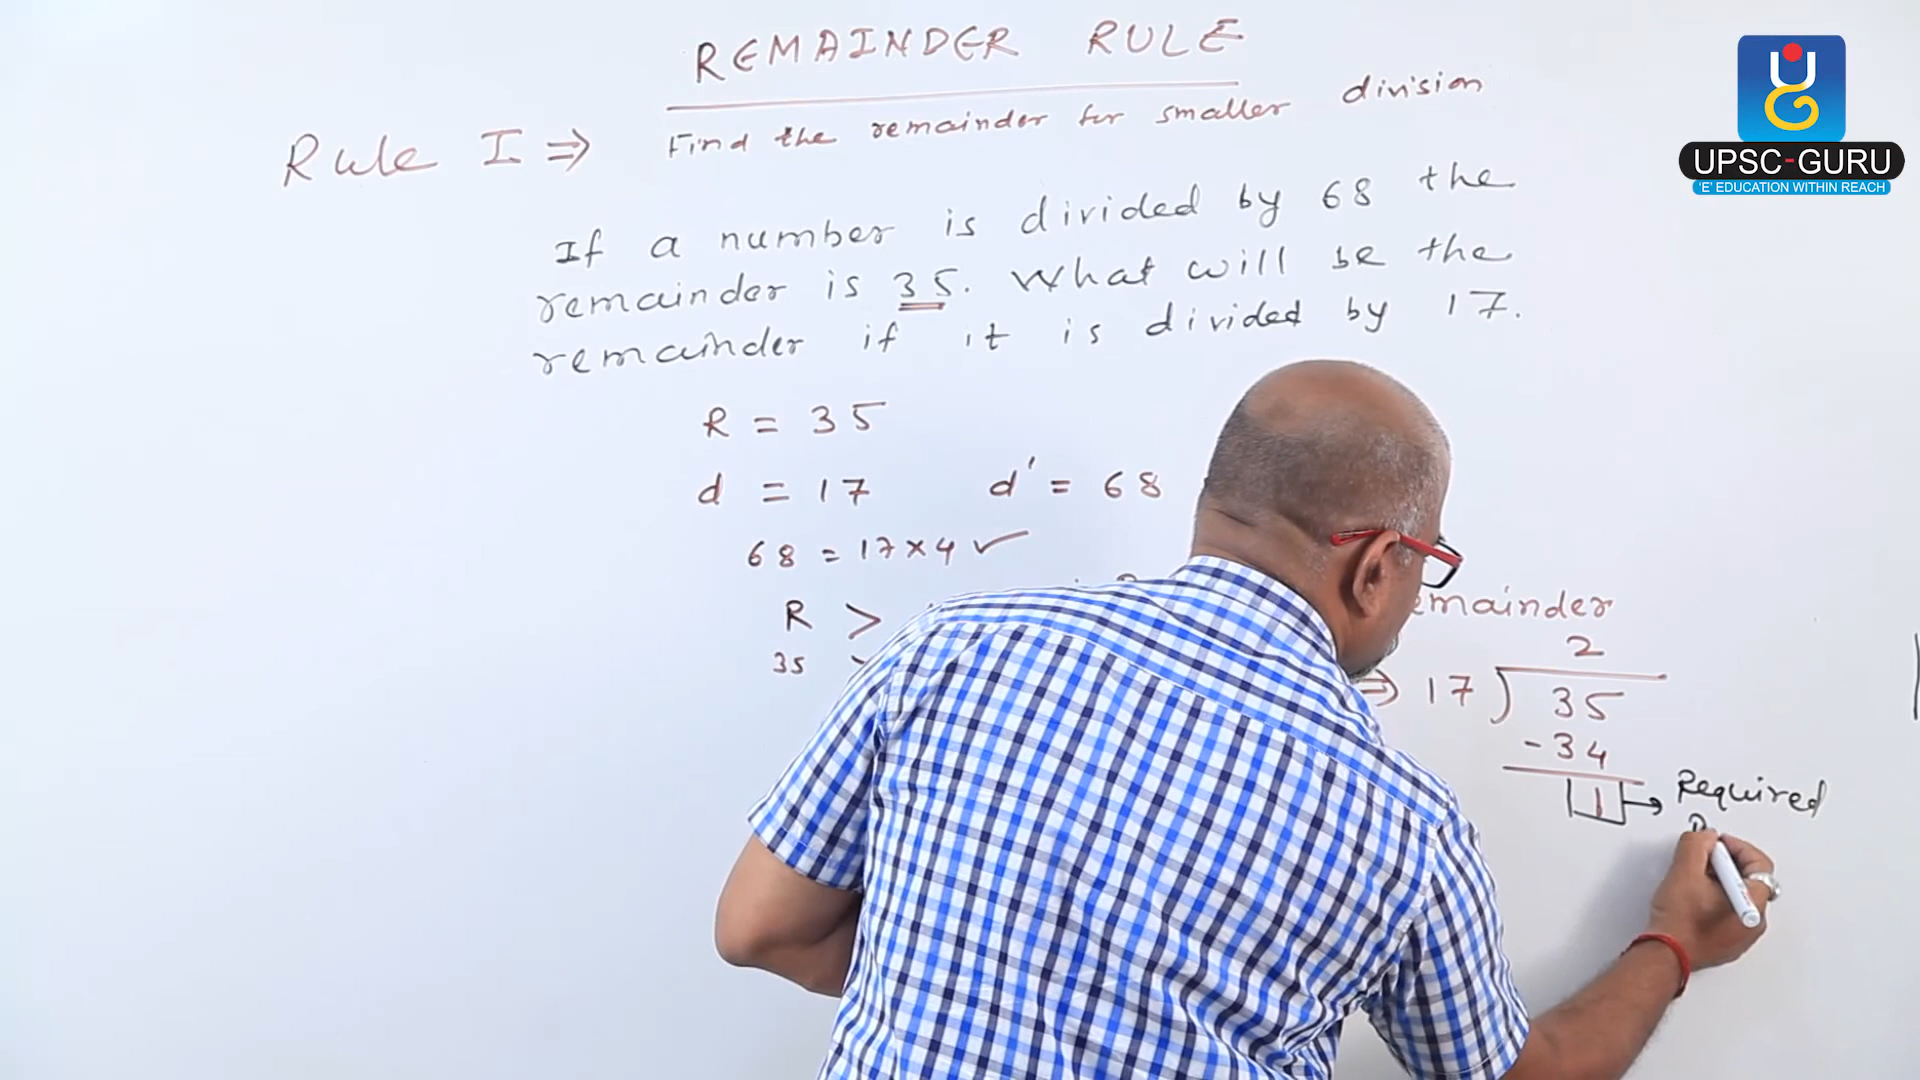 REMAINDER RULE
Rule I ⇒ Find the remainder for smaller division
If a number is divided by 68 the
remainder is 35. What will be the
remainder if it is divided by 17.
R = 35
d = 17 d' = 68
68 = 17×4 ✓
R >
35
emainder
2
⇒ 17 ) 35
- 34
1 → Required
UPSC-GURU
'E' EDUCATION WITHIN REACH